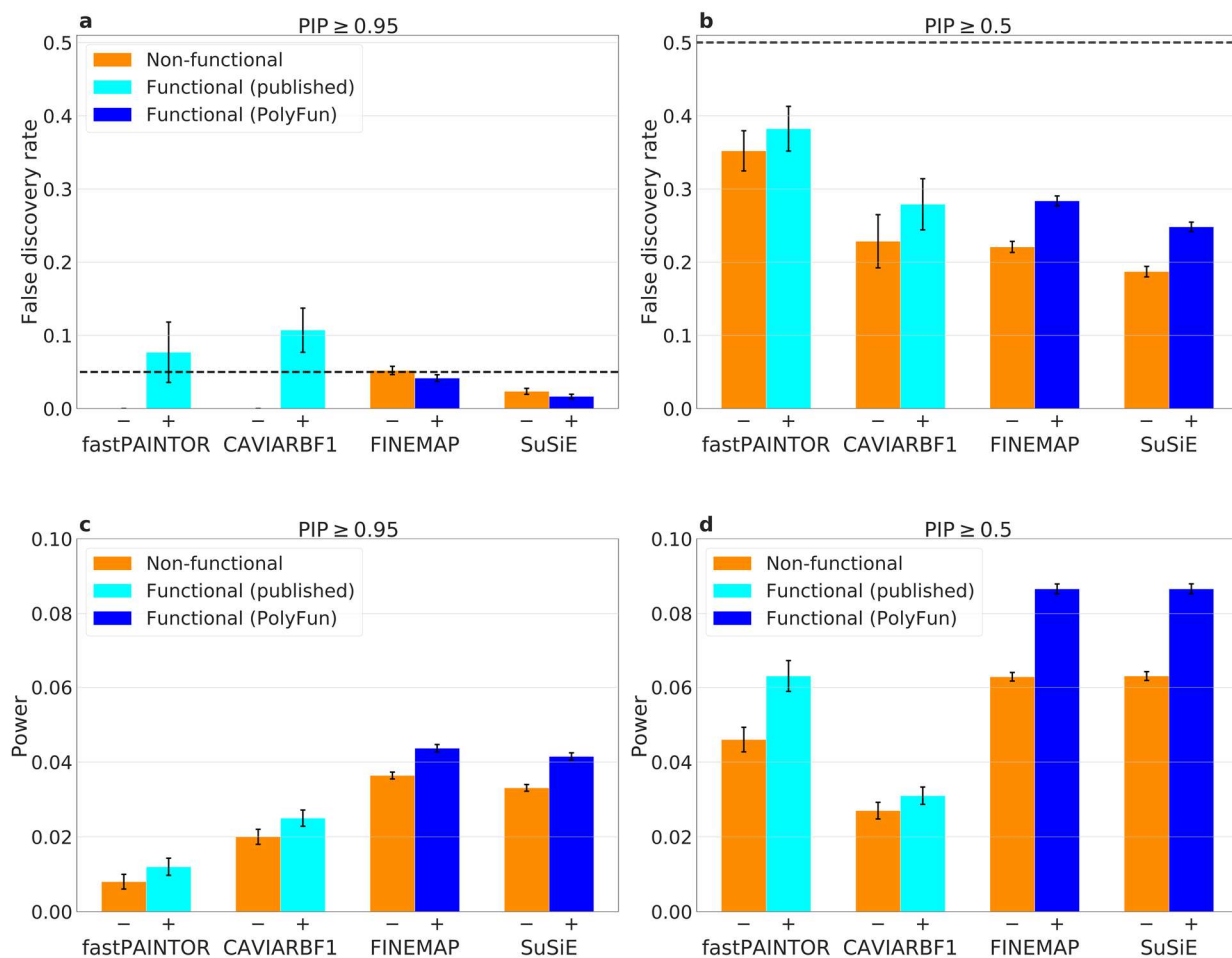 a PIP ≥ 0.95
False discovery rate
0.5
0.4
0.3
0.2
0.1
0.0
Non-functional
Functional (published)
Functional (PolyFun)
− + − + − + − +
fastPAINTOR CAVIARBF1 FINEMAP SuSiE
b PIP ≥ 0.5
False discovery rate
0.5
0.4
0.3
0.2
0.1
0.0
− + − + − + − +
fastPAINTOR CAVIARBF1 FINEMAP SuSiE
c PIP ≥ 0.95
Power
0.10
0.08
0.06
0.04
0.02
0.00
Non-functional
Functional (published)
Functional (PolyFun)
− + − + − + − +
fastPAINTOR CAVIARBF1 FINEMAP SuSiE
d PIP ≥ 0.5
Power
0.10
0.08
0.06
0.04
0.02
0.00
Non-functional
Functional (published)
Functional (PolyFun)
− + − + − + − +
fastPAINTOR CAVIARBF1 FINEMAP SuSiE